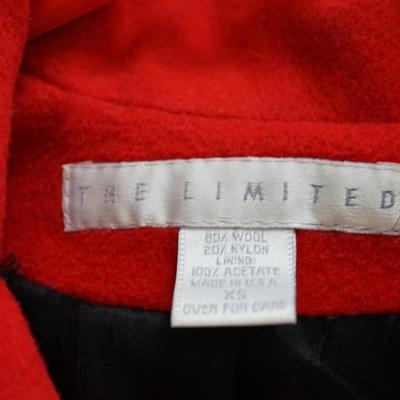 THE LIMITED
80% WOOL
20% NYLON
LINING:
100% ACETATE
MADE IN U.S.A.
XS
OVER FOR CARE